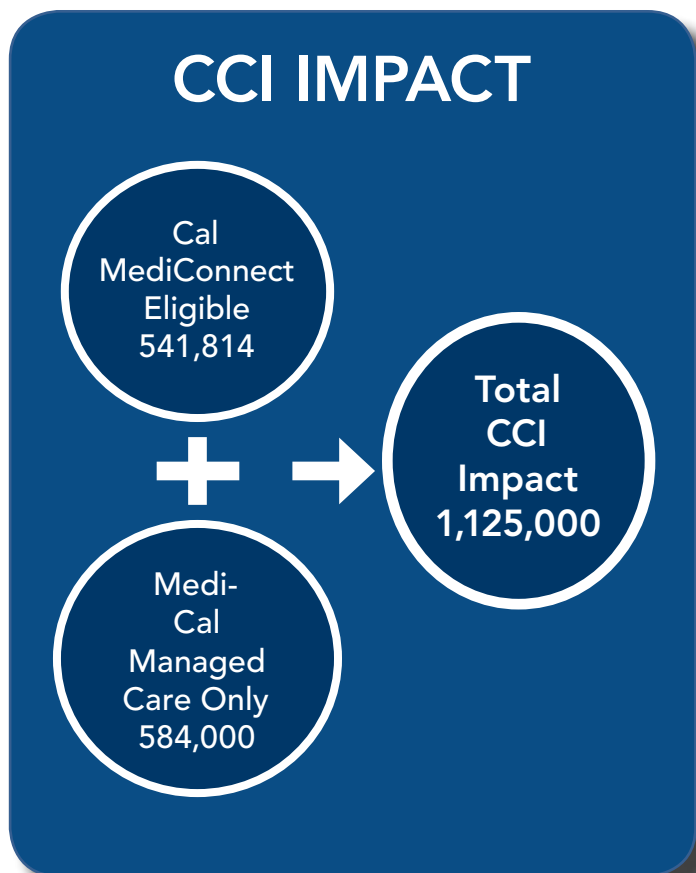 CCI IMPACT
Cal
MediConnect
Eligible
541,814
Medi-
Cal
Managed
Care Only
584,000
Total
CCI
Impact
1,125,000